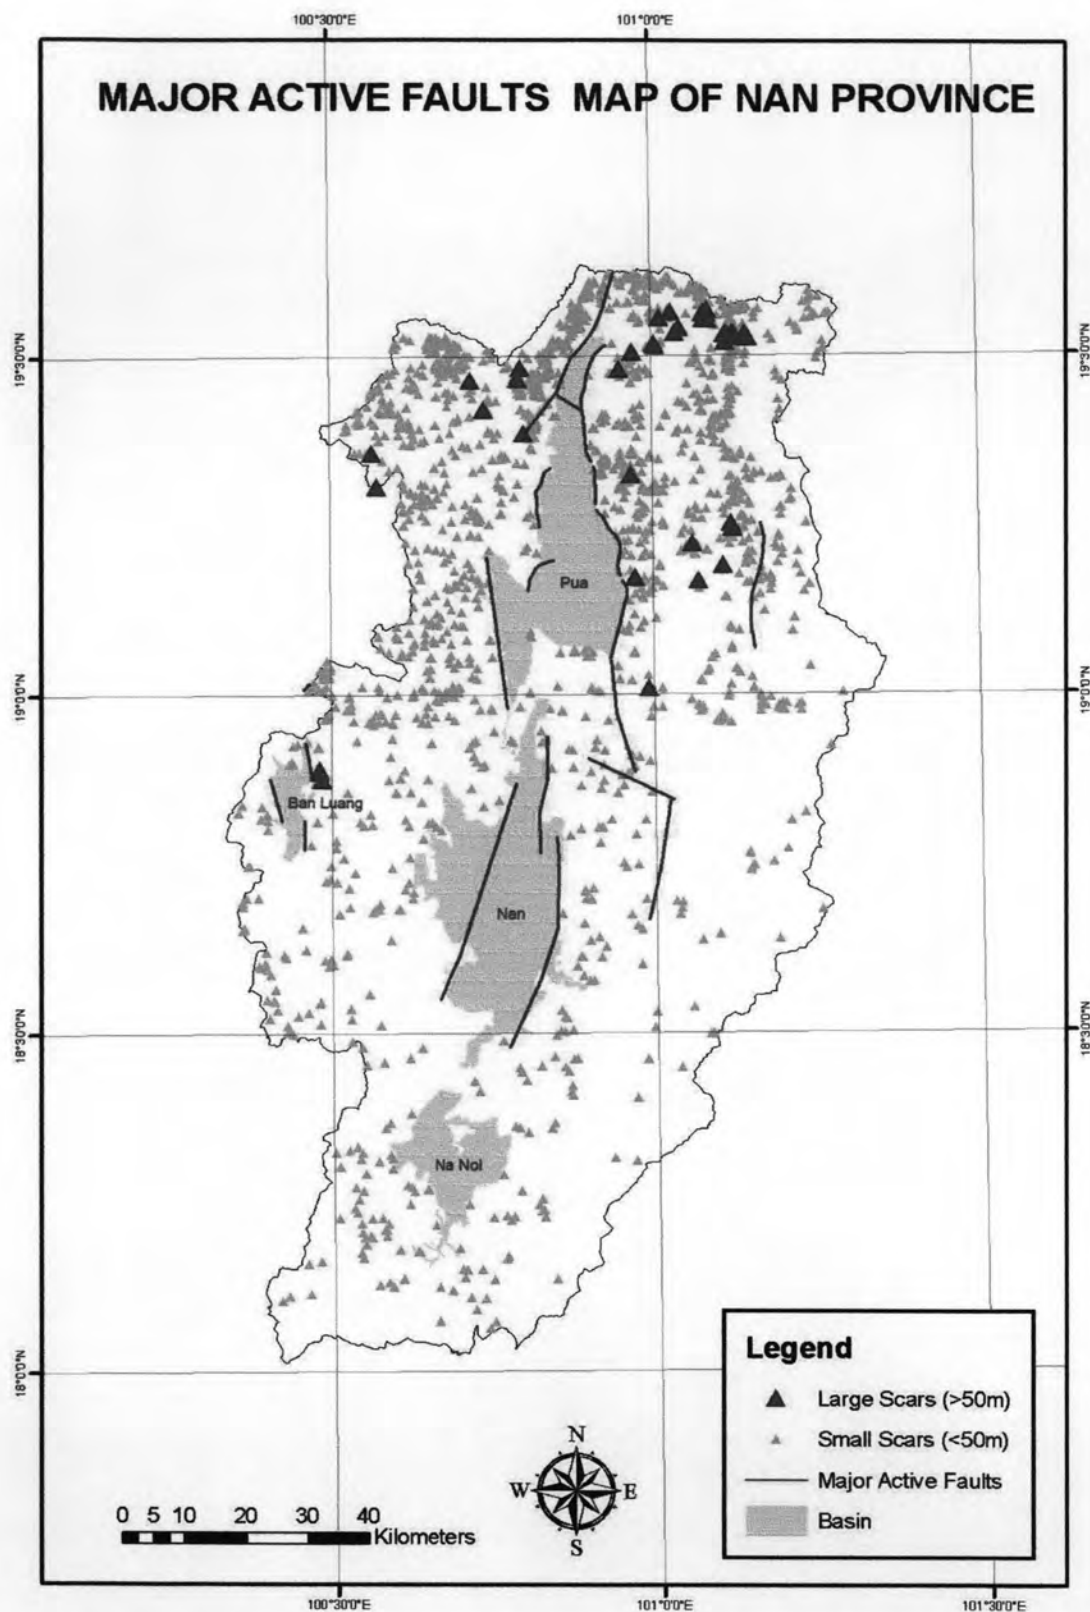 100°30'0"E 101°0'0"E
MAJOR ACTIVE FAULTS MAP OF NAN PROVINCE
19°30'0"N 19°30'0"N
Pua
19°0'0"N 19°0'0"N
Ban Luang
Nan
18°30'0"N 18°30'0"N
Na Noi
18°0'0"N 18°0'0"N
Legend
Large Scars (>50m)
Small Scars (<50m)
Major Active Faults
Basin
N
W E
S
0 5 10 20 30 40
Kilometers
100°30'0"E 101°0'0"E 101°30'0"E